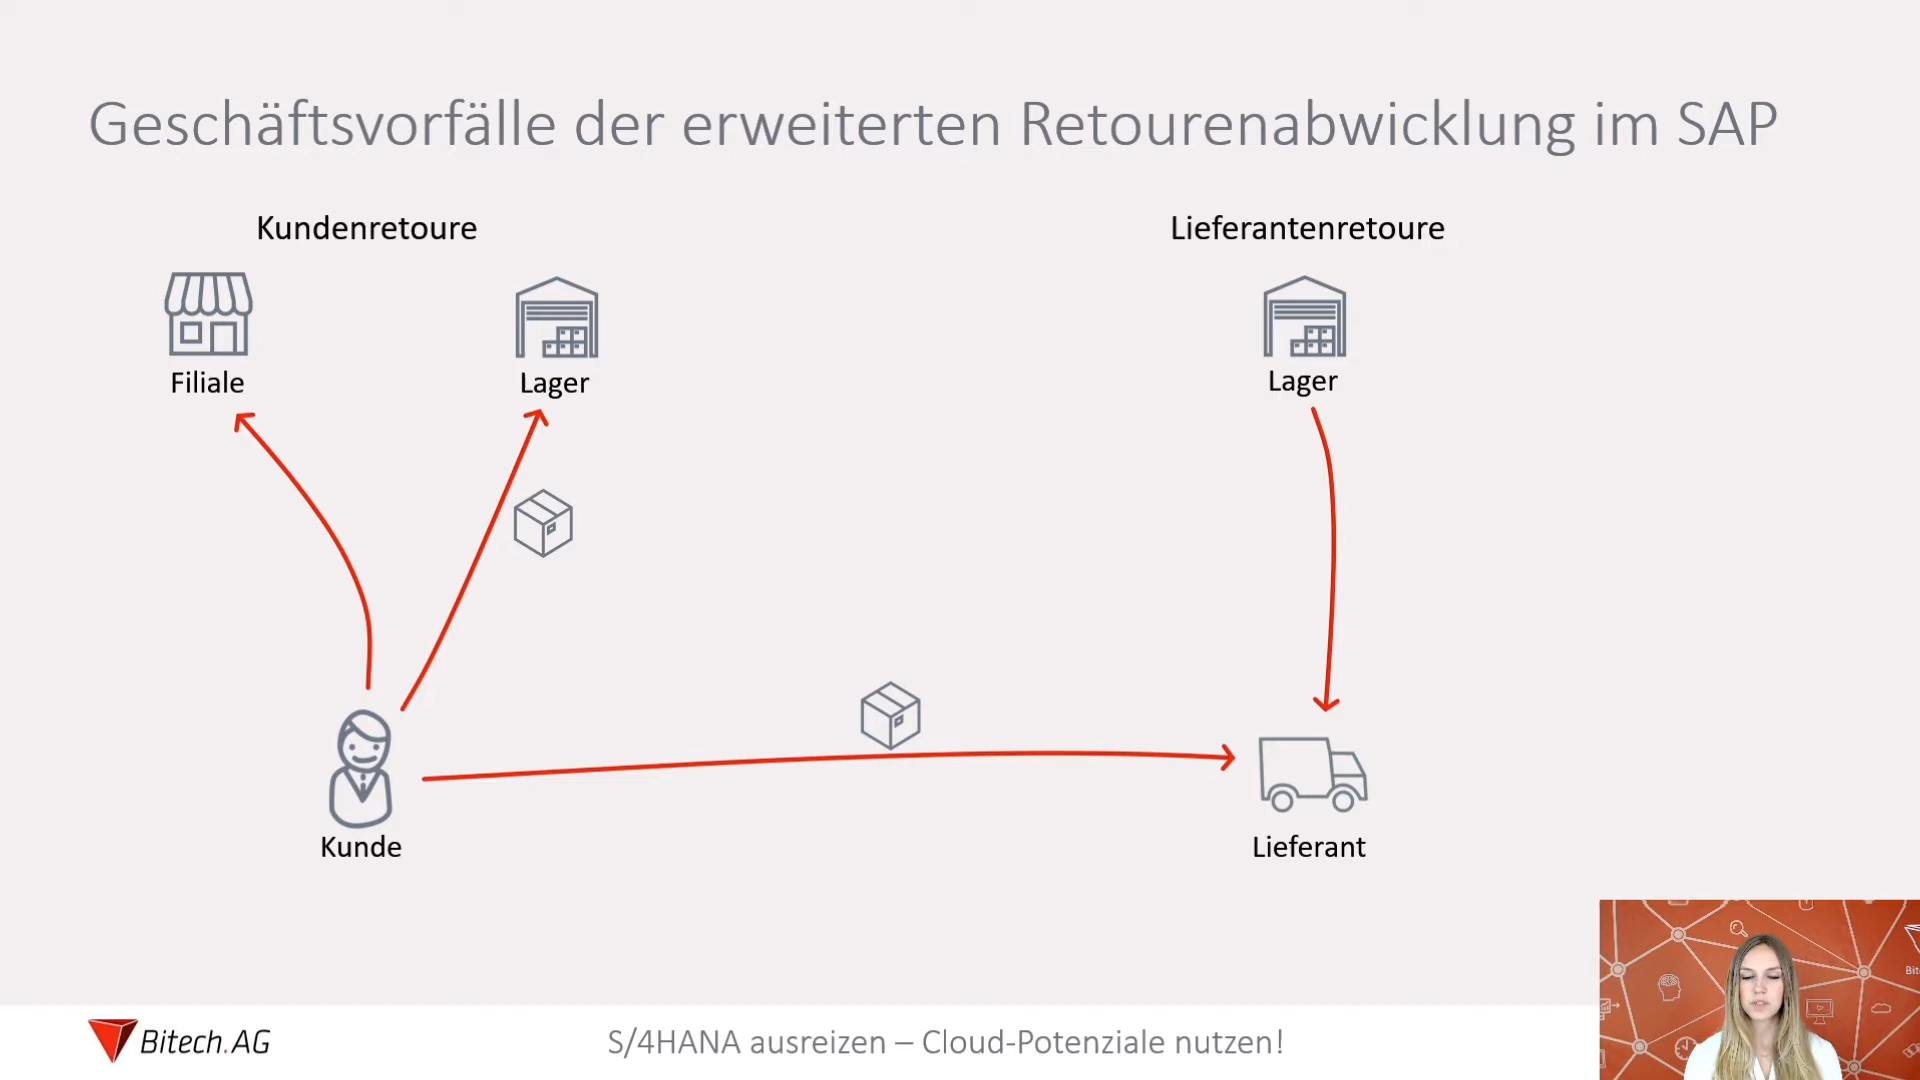 Geschäftsvorfälle der erweiterten Retourenabwicklung im SAP
Kundenretoure
Lieferantenretoure
Filiale
Lager
Lager
Kunde
Lieferant
Bitech.AG
S/4HANA ausreizen – Cloud-Potenziale nutzen!